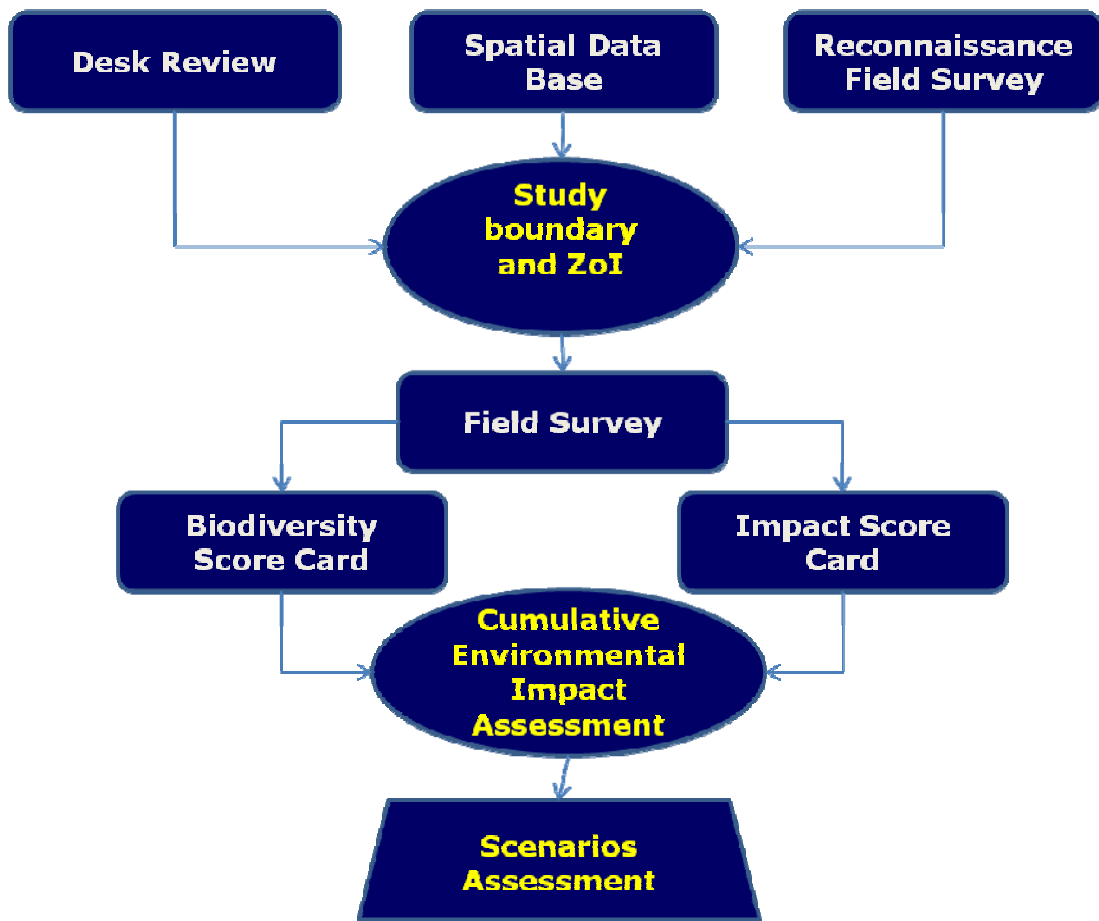 Desk Review
Spatial Data
Base
Reconnaissance
Field Survey
Study
boundary
and ZoI
Field Survey
Biodiversity
Score Card
Impact Score
Card
Cumulative
Environmental
Impact
Assessment
Scenarios
Assessment